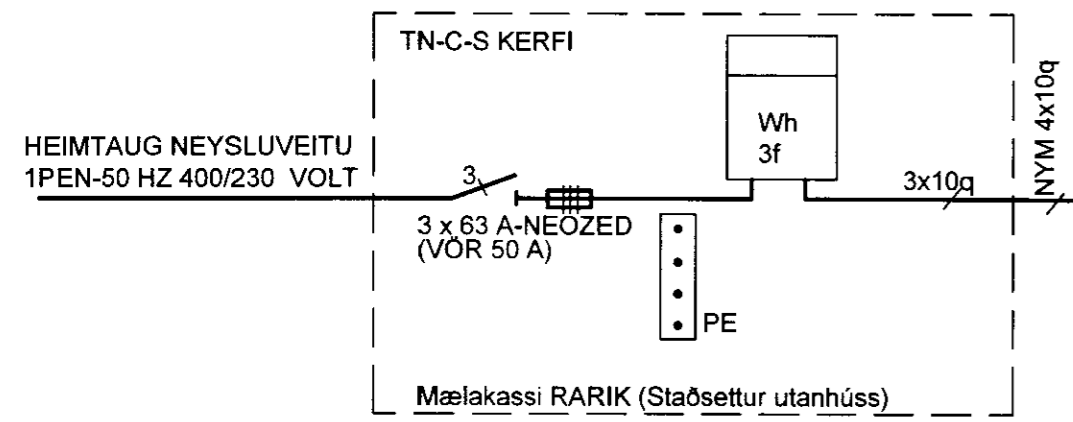 TN-C-S KERFI
HEIMTAUG NEYSLUVEITU
1PEN-50 HZ 400/230 VOLT
3
3 x 63 A-NEOZED
(VÖR 50 A)
Wh
3f
PE
3x10q
NYM 4x10q
Mælakassi RARIK (Staðsettur utanhúss)